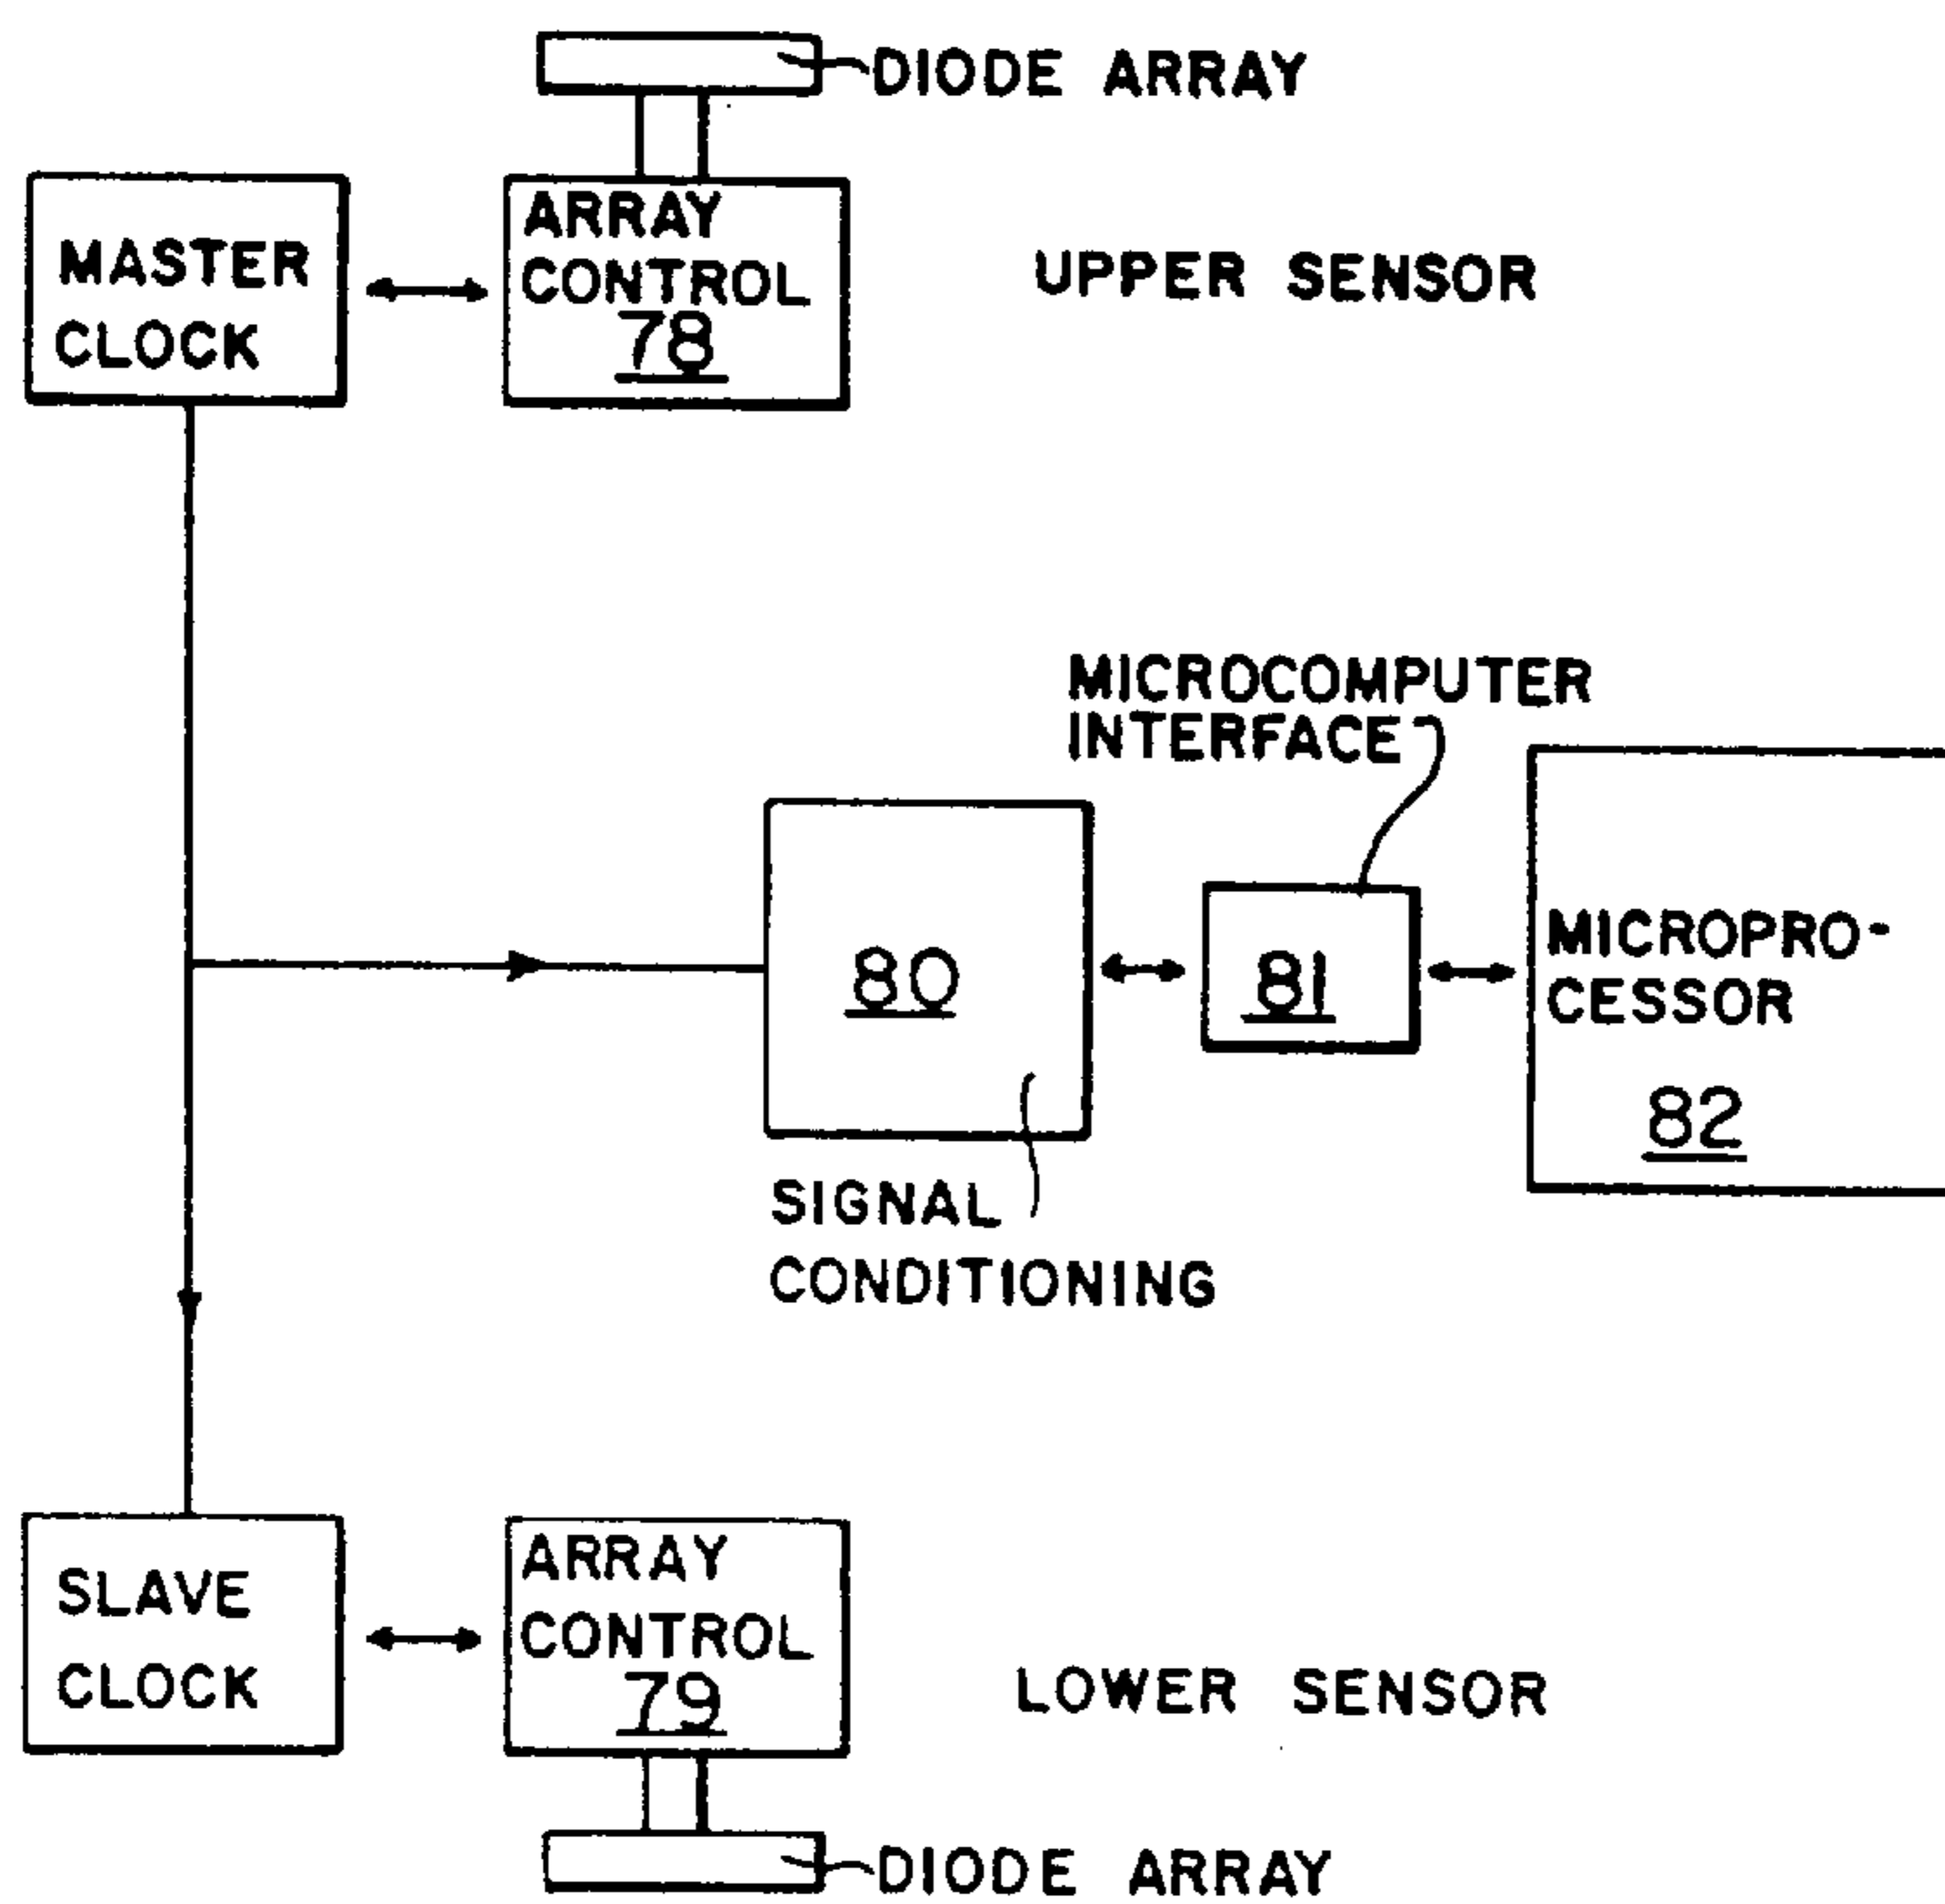 DIODE ARRAY
MASTER
CLOCK
ARRAY
CONTROL
78
UPPER SENSOR
MICROCOMPUTER
INTERFACE
80
81
MICROPRO-
CESSOR
82
SIGNAL
CONDITIONING
SLAVE
CLOCK
ARRAY
CONTROL
79
LOWER SENSOR
DIODE ARRAY